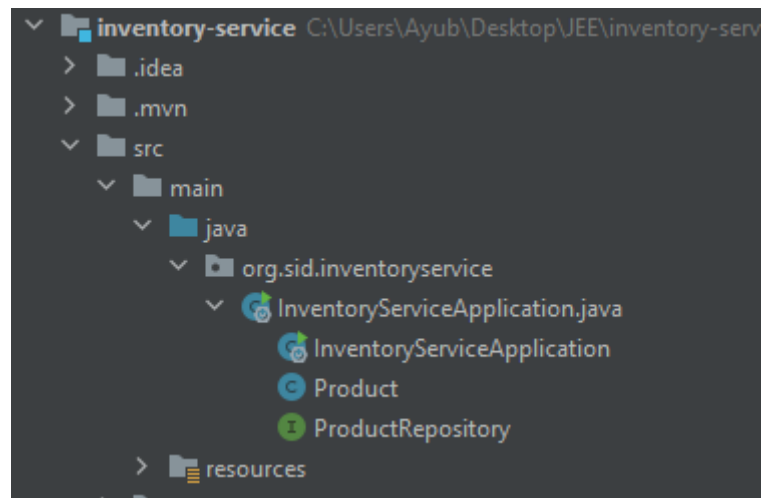 inventory-service C:\Users\Ayub\Desktop\JEE\inventory-serv
.idea
.mvn
src
main
java
org.sid.inventoryservice
InventoryServiceApplication.java
InventoryServiceApplication
C Product
I ProductRepository
resources